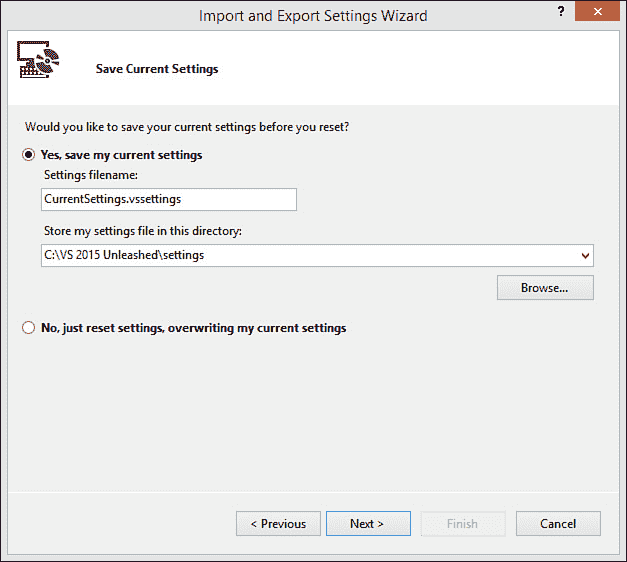 Import and Export Settings Wizard
?
Save Current Settings
Would you like to save your current settings before you reset?
Yes, save my current settings
Settings filename:
CurrentSettings.vssettings
Store my settings file in this directory:
C:\VS 2015 Unleashed\settings
Browse...
No, just reset settings, overwriting my current settings
< Previous
Next >
Finish
Cancel